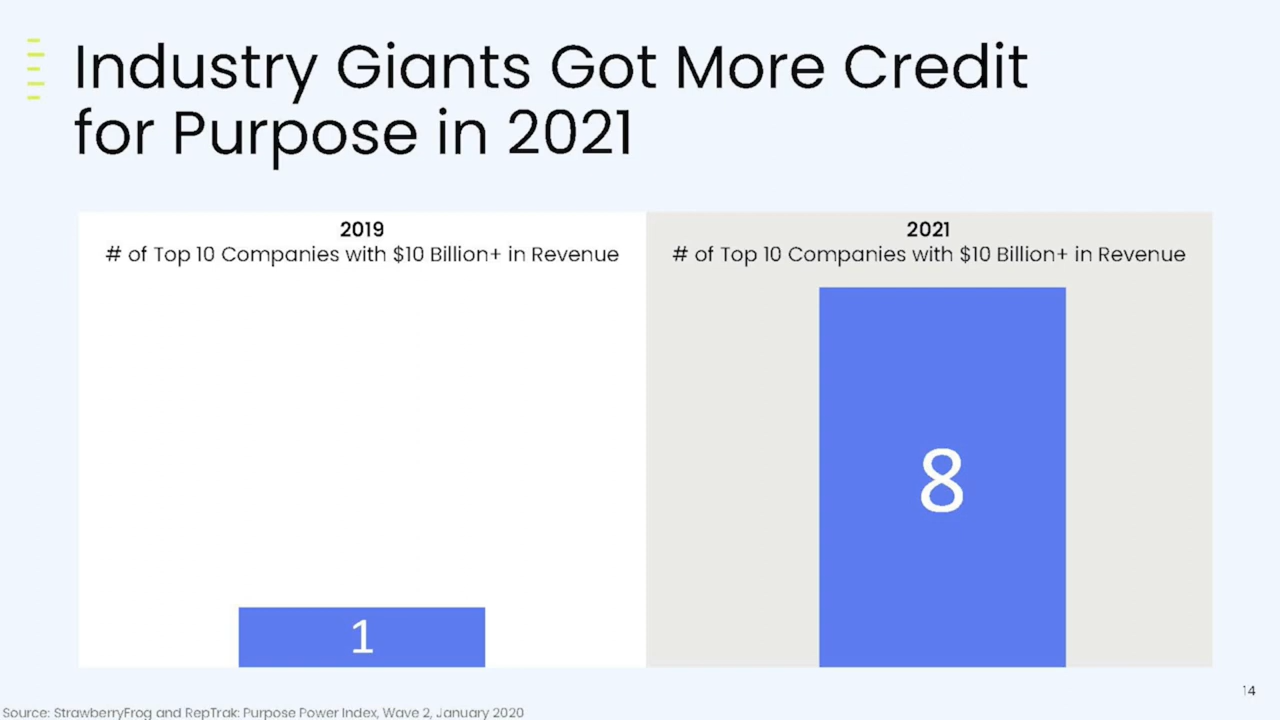 Industry Giants Got More Credit
for Purpose in 2021
2019
# of Top 10 Companies with $10 Billion+ in Revenue
1
2021
# of Top 10 Companies with $10 Billion+ in Revenue
8
14
Source: StrawberryFrog and RepTrak: Purpose Power Index, Wave 2, January 2020